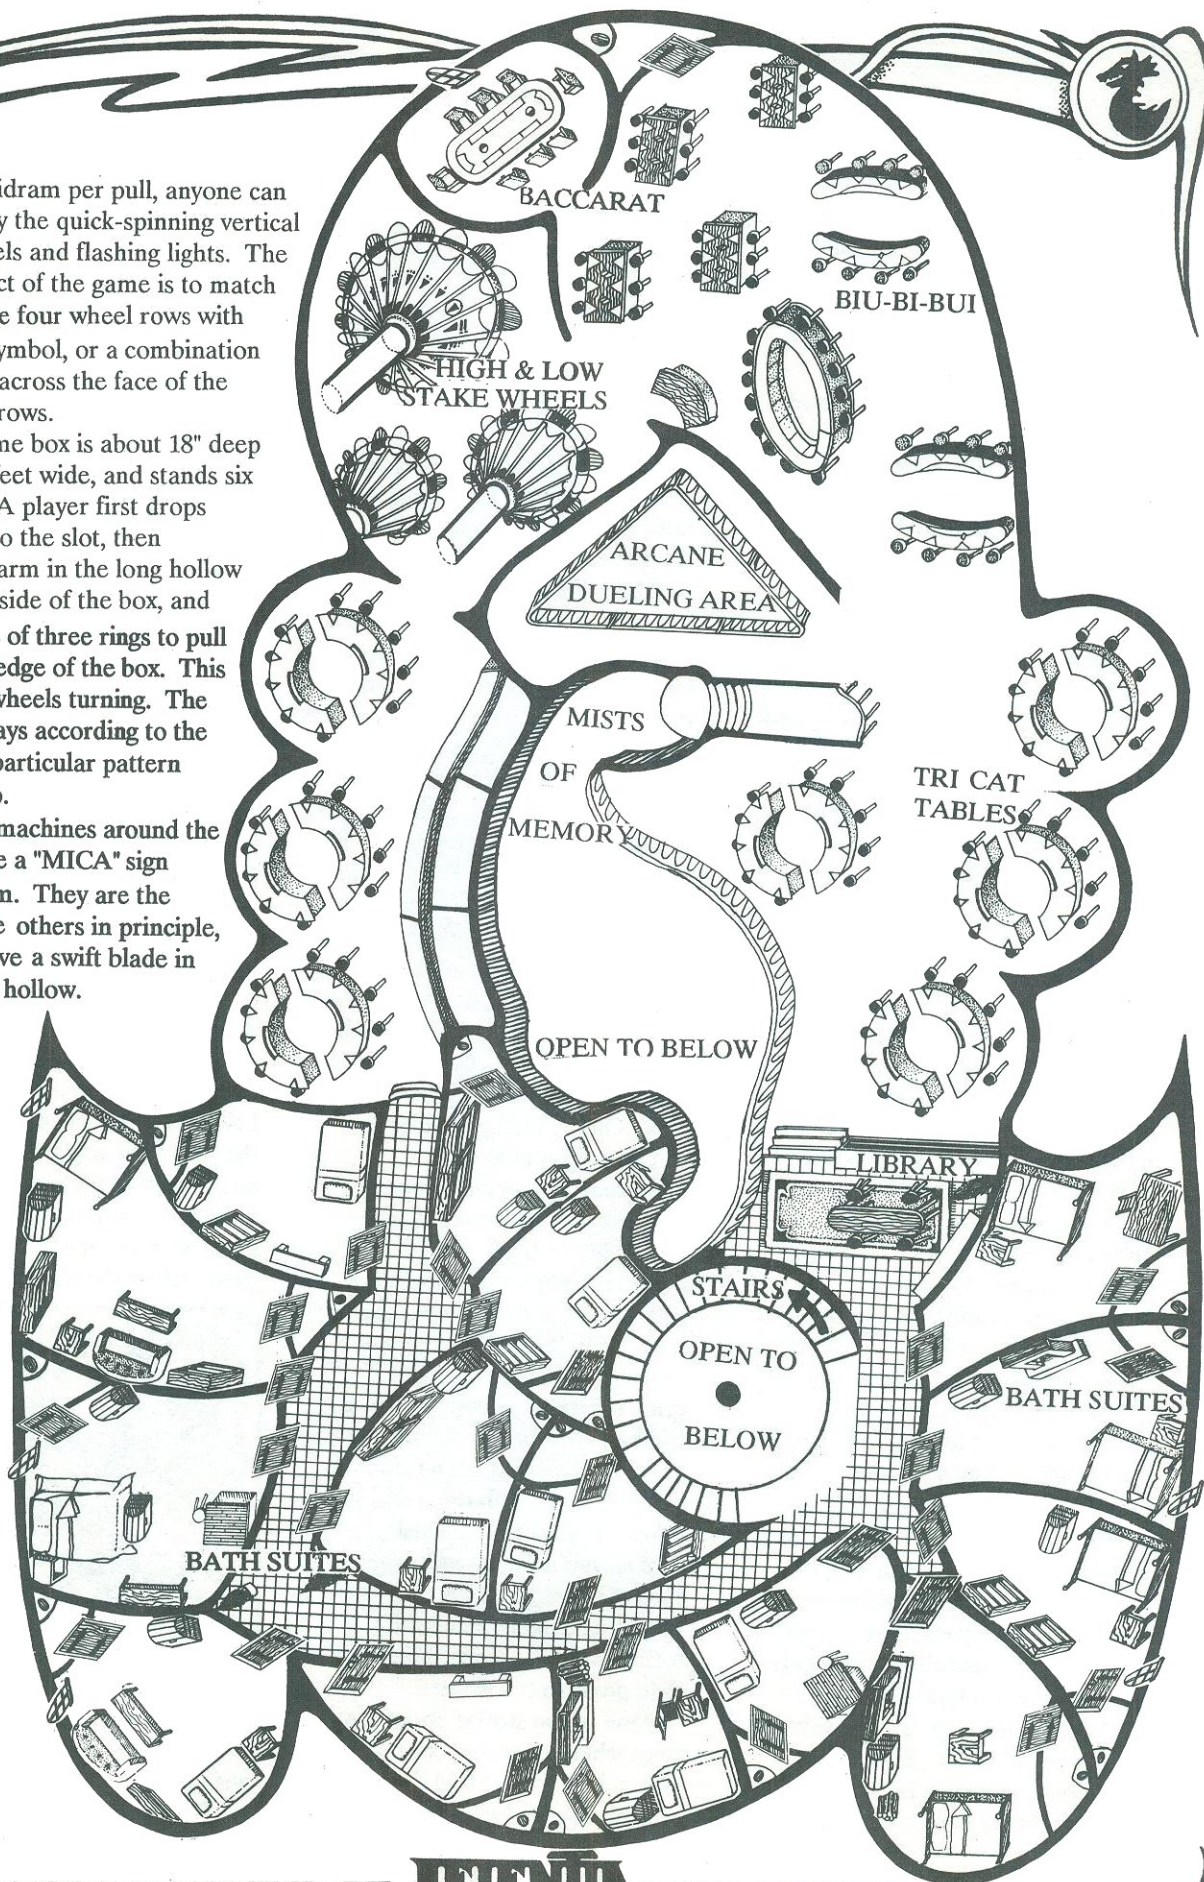 idram per pull, anyone can
y the quick-spinning vertical
els and flashing lights. The
ct of the game is to match
e four wheel rows with
ymbol, or a combination
across the face of the
rows.
me box is about 18" deep
feet wide, and stands six
A player first drops
o the slot, then
arm in the long hollow
side of the box, and
of three rings to pull
edge of the box. This
wheels turning. The
ays according to the
particular pattern
machines around the
e a "MICA" sign
n. They are the
e others in principle,
ve a swift blade in
hollow.
BACCARAT
BIU-BI-BUI
HIGH & LOW
STAKE WHEELS
ARCANE
DUELING AREA
MISTS
OF
MEMORY
TRI CAT
TABLES
OPEN TO BELOW
LIBRARY
STAIRS
OPEN TO
BELOW
BATH SUITES
BATH SUITES